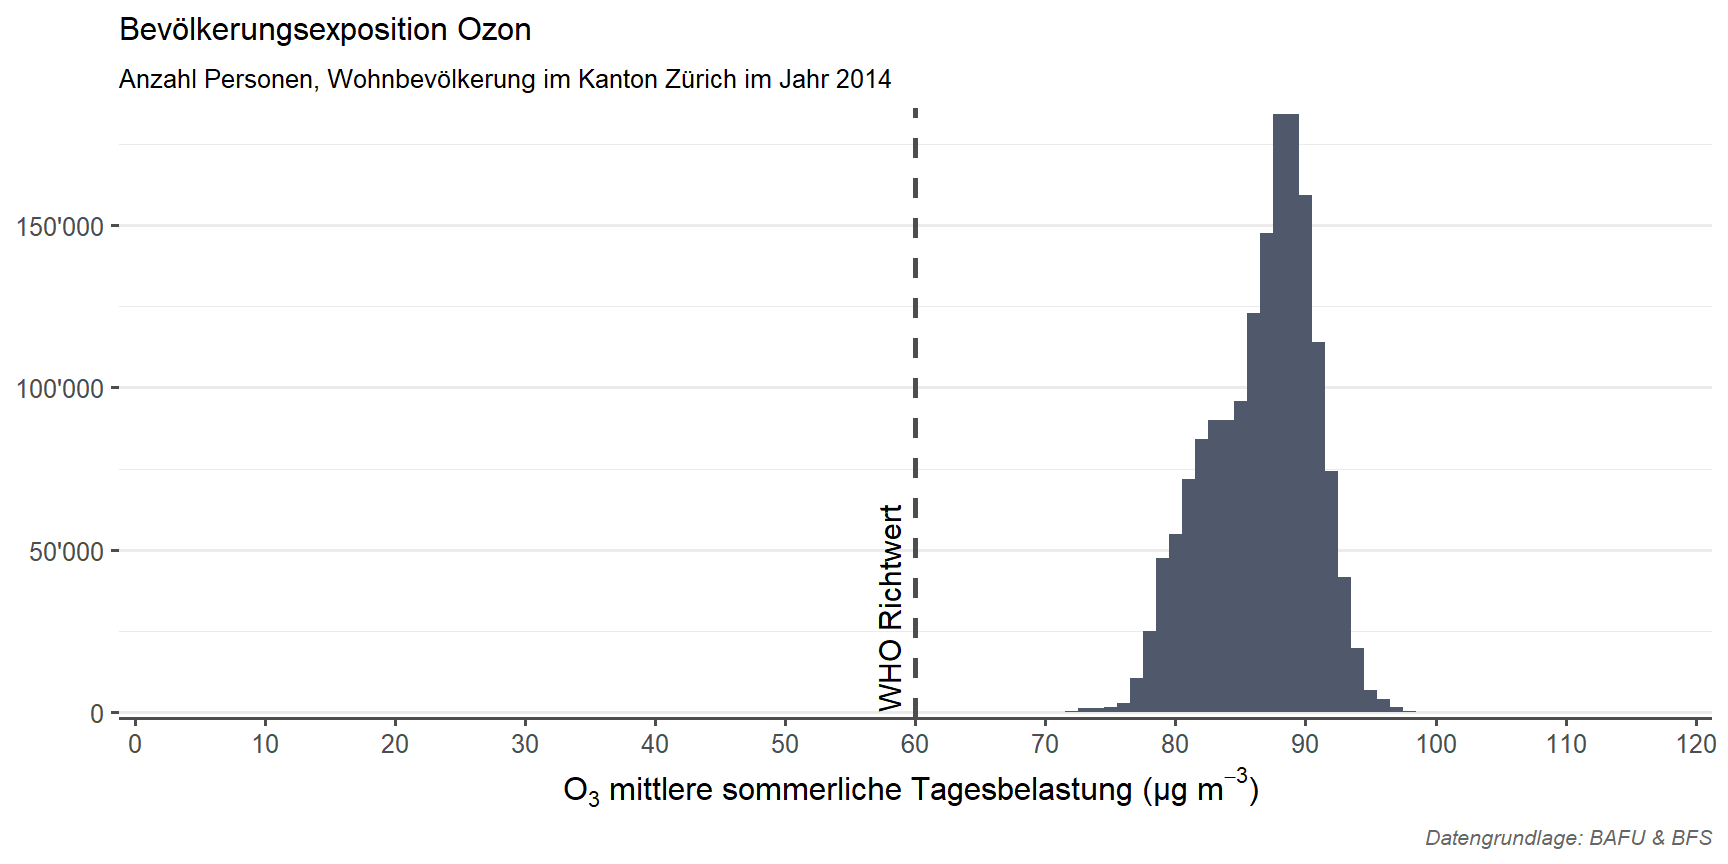 Bevölkerungsexposition Ozon
Anzahl Personen, Wohnbevölkerung im Kanton Zürich im Jahr 2014
150'000
100'000
50'000
0
WHO Richtwert
0 10 20 30 40 50 60 70 80 90 100 110 120
O₃ mittlere sommerliche Tagesbelastung (µg m⁻³)
Datengrundlage: BAFU & BFS